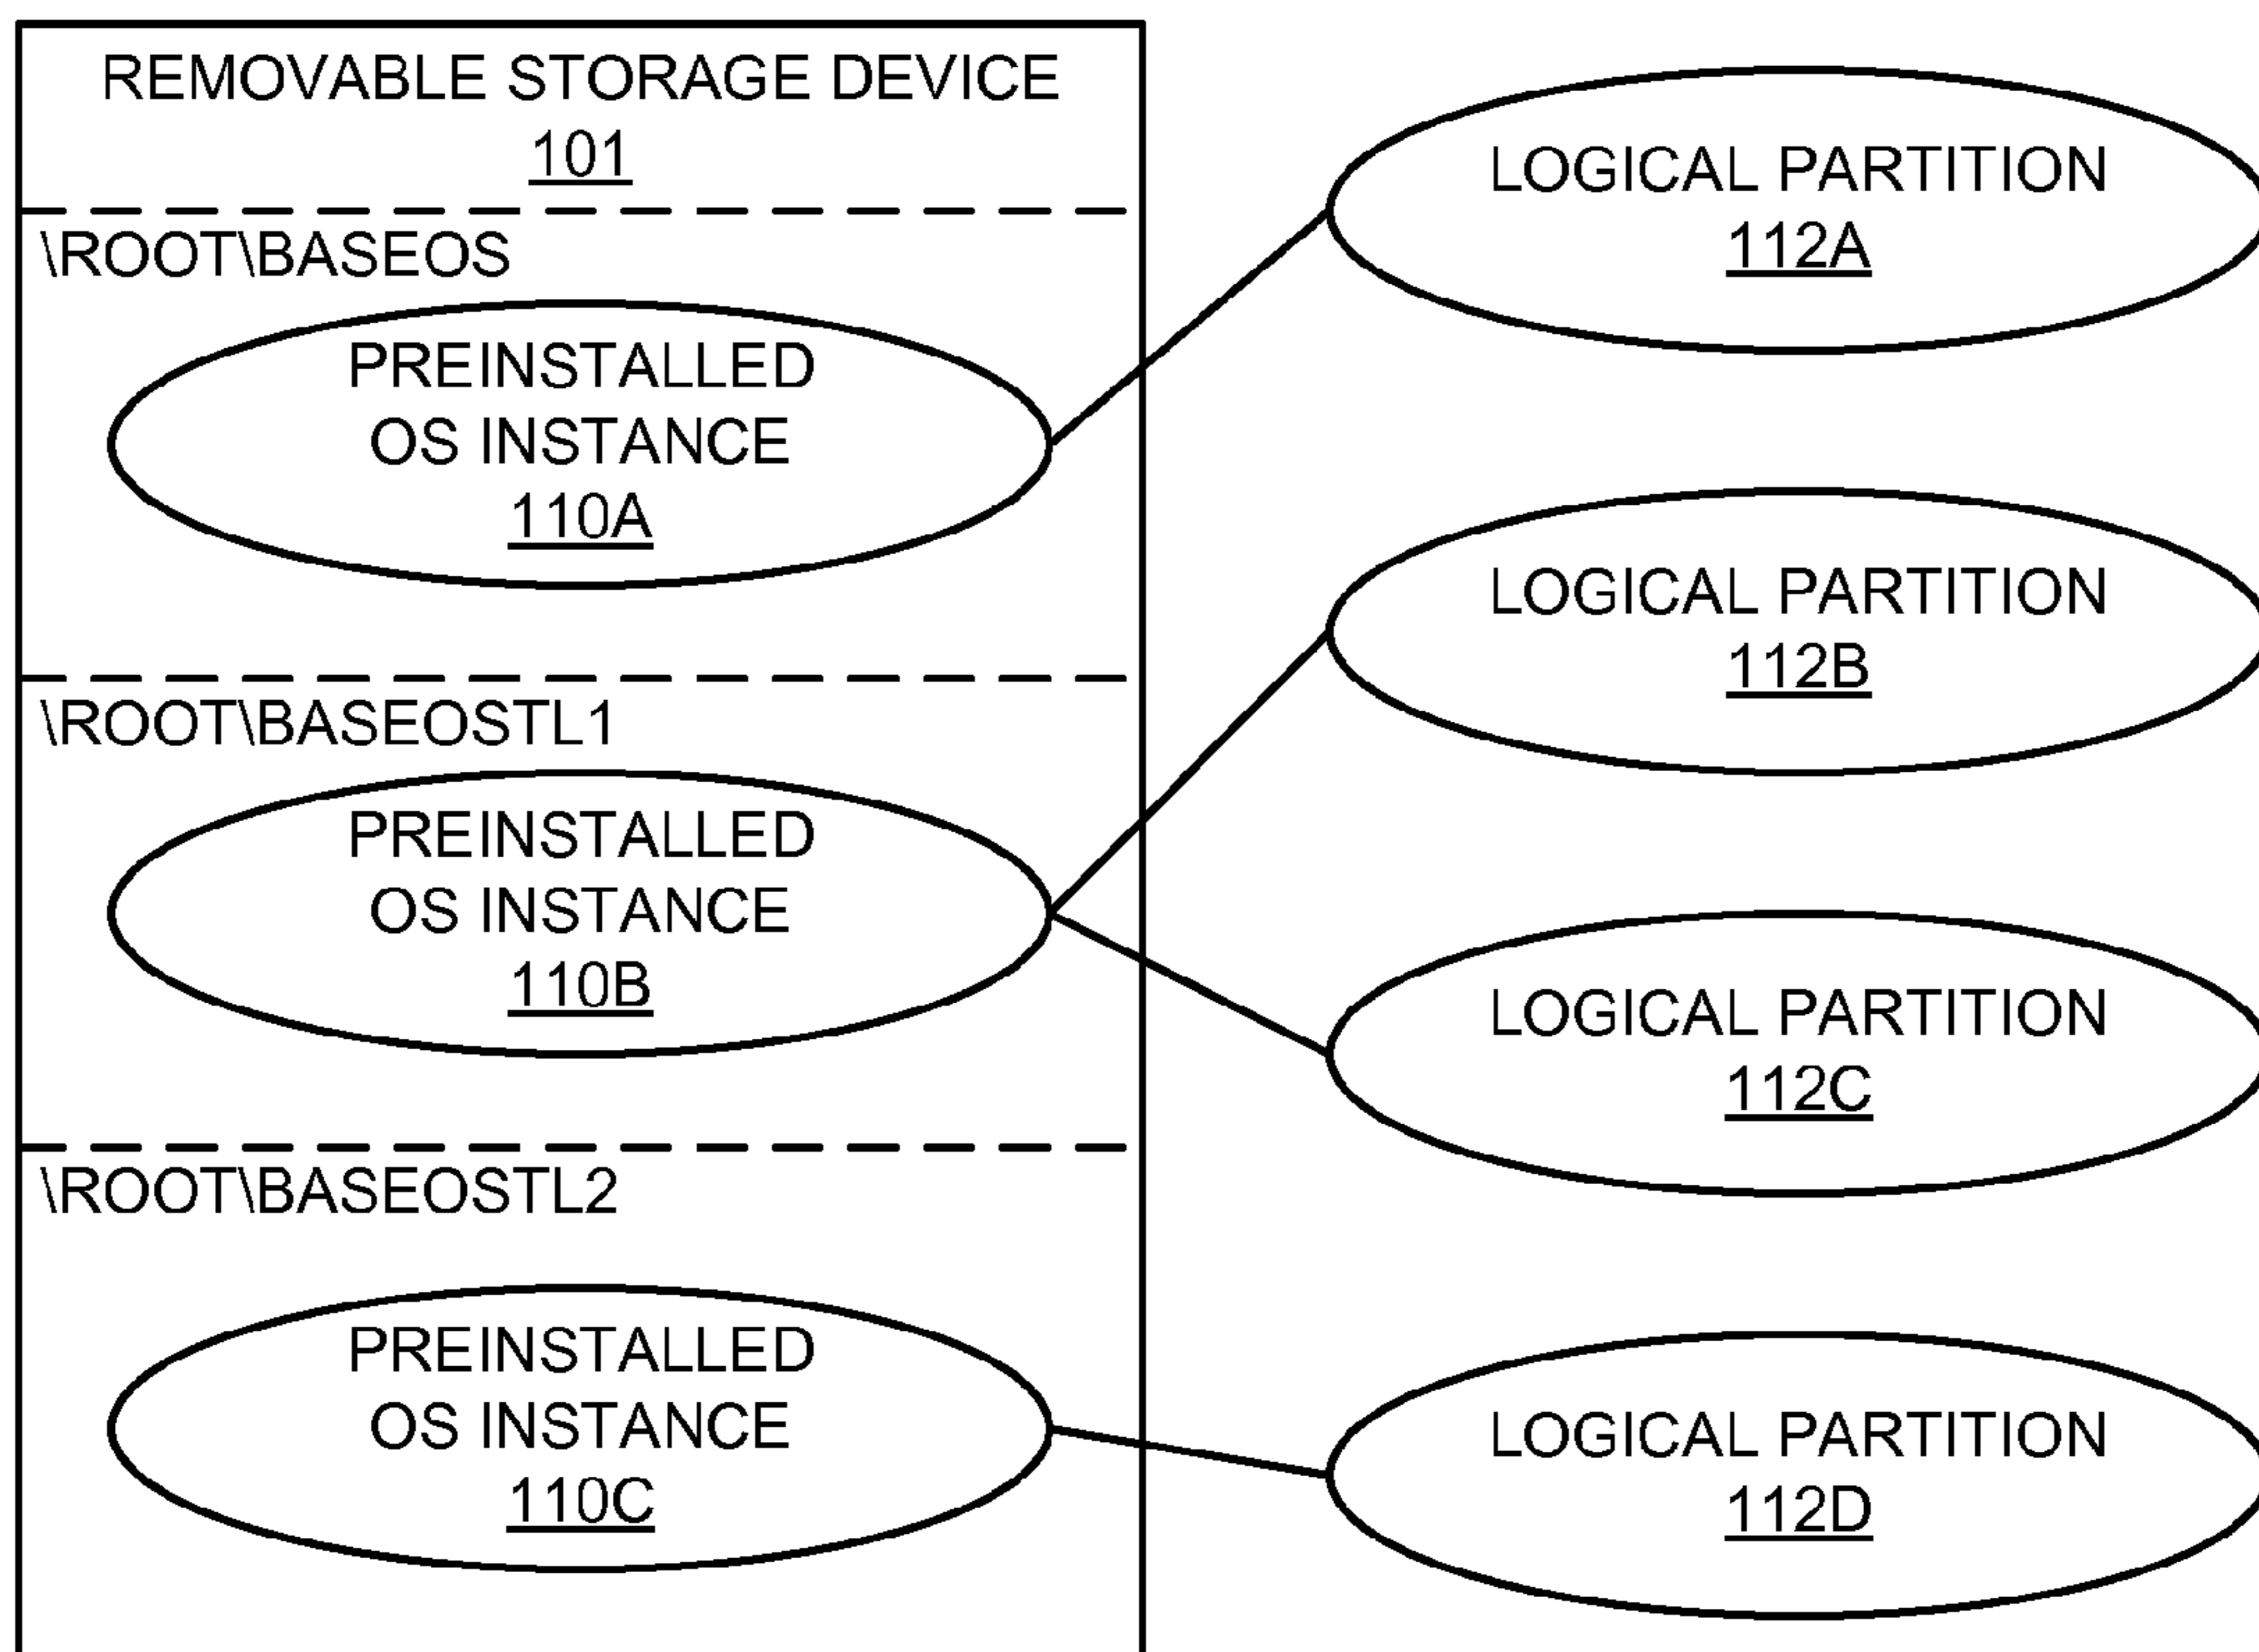 REMOVABLE STORAGE DEVICE
101
\ROOT\BASEOS
PREINSTALLED
OS INSTANCE
110A
\ROOT\BASEOSTL1
PREINSTALLED
OS INSTANCE
110B
\ROOT\BASEOSTL2
PREINSTALLED
OS INSTANCE
110C
LOGICAL PARTITION
112A
LOGICAL PARTITION
112B
LOGICAL PARTITION
112C
LOGICAL PARTITION
112D